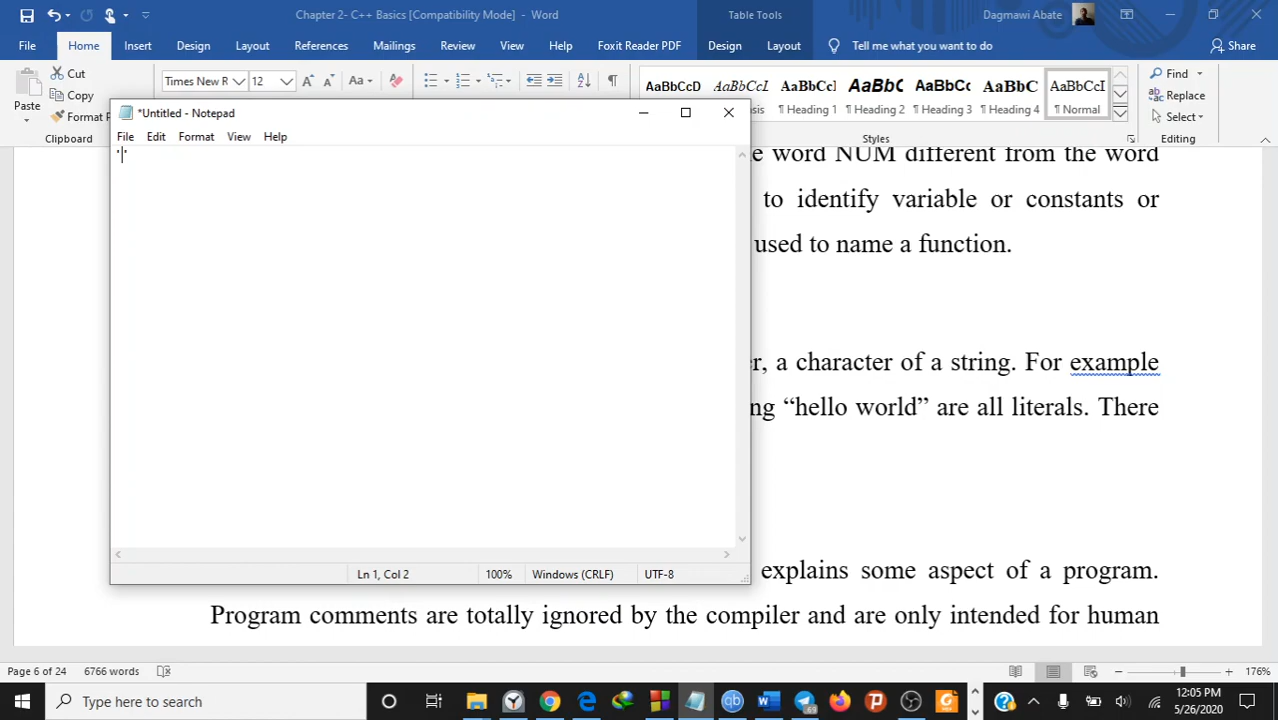 Chapter 2- C++ Basics [Compatibility Mode] - Word
Table Tools
Dagmawi Abate
File Home Insert Design Layout References Mailings Review View Help Foxit Reader PDF Design Layout Tell me what you want to do Share
Cut
Copy
Format P
Paste
Clipboard
Times New R 12
Aa
AaBbCcD AaBbCcL AaBbCcI AaBbC AaBbCc AaBbC AaBbCcI
sis ¶ Heading 1 ¶ Heading 2 ¶ Heading 3 ¶ Heading 4 ¶ Normal
Styles
Find
Replace
Select
Editing
*Untitled - Notepad
File Edit Format View Help
''
Ln 1, Col 2 100% Windows (CRLF) UTF-8
e word NUM different from the word
to identify variable or constants or
used to name a function.
er, a character of a string. For example
ng “hello world” are all literals. There
explains some aspect of a program.
Program comments are totally ignored by the compiler and are only intended for human
Page 6 of 24 6766 words 176%
Type here to search
69
12:05 PM
5/26/2020